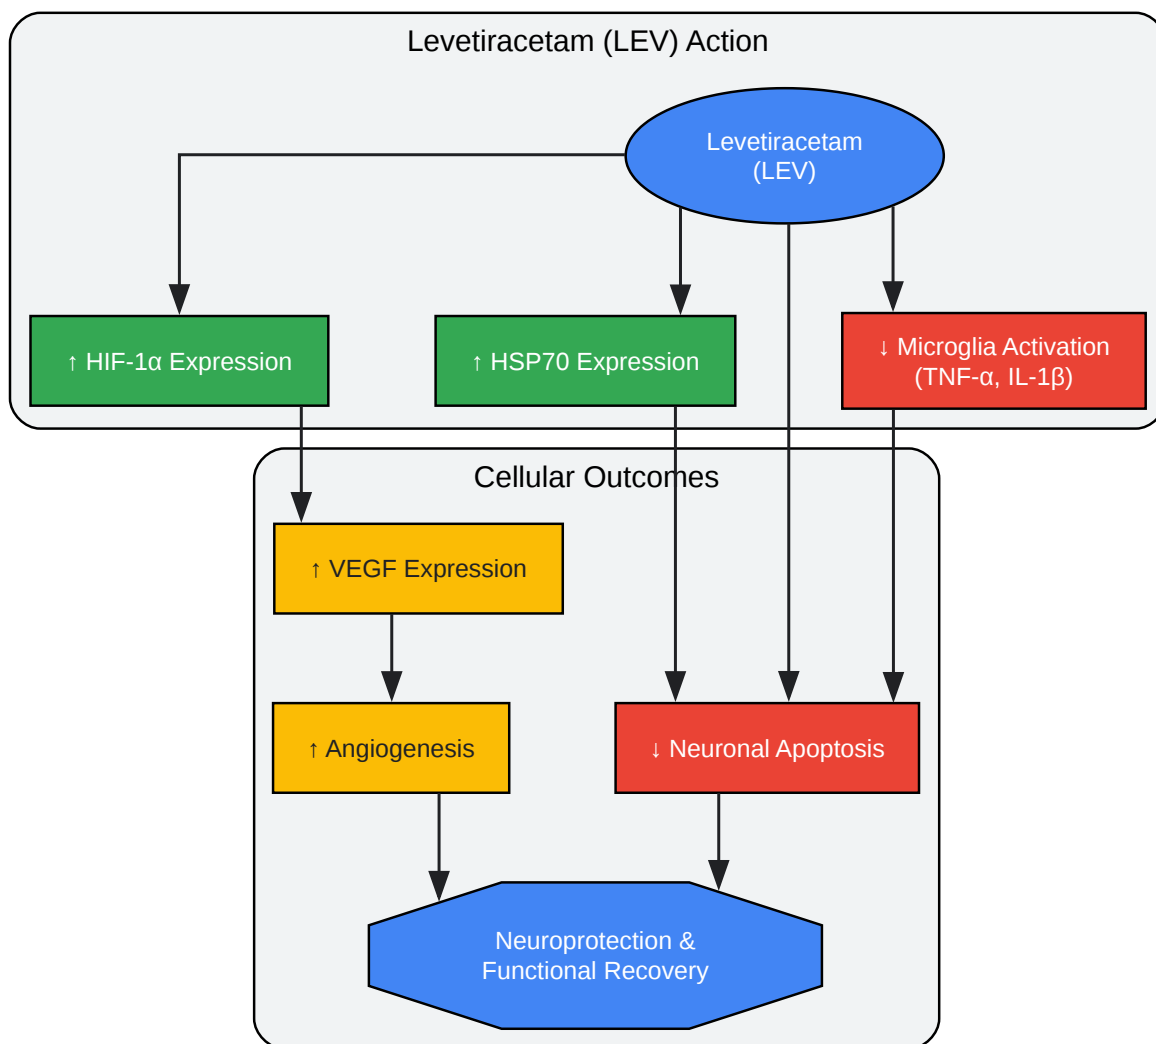 Levetiracetam (LEV) Action
Levetiracetam
(LEV)
↑ HIF-1α Expression
↑ HSP70 Expression
↓ Microglia Activation
(TNF-α, IL-1β)
Cellular Outcomes
↑ VEGF Expression
↑ Angiogenesis
↓ Neuronal Apoptosis
Neuroprotection &
Functional Recovery